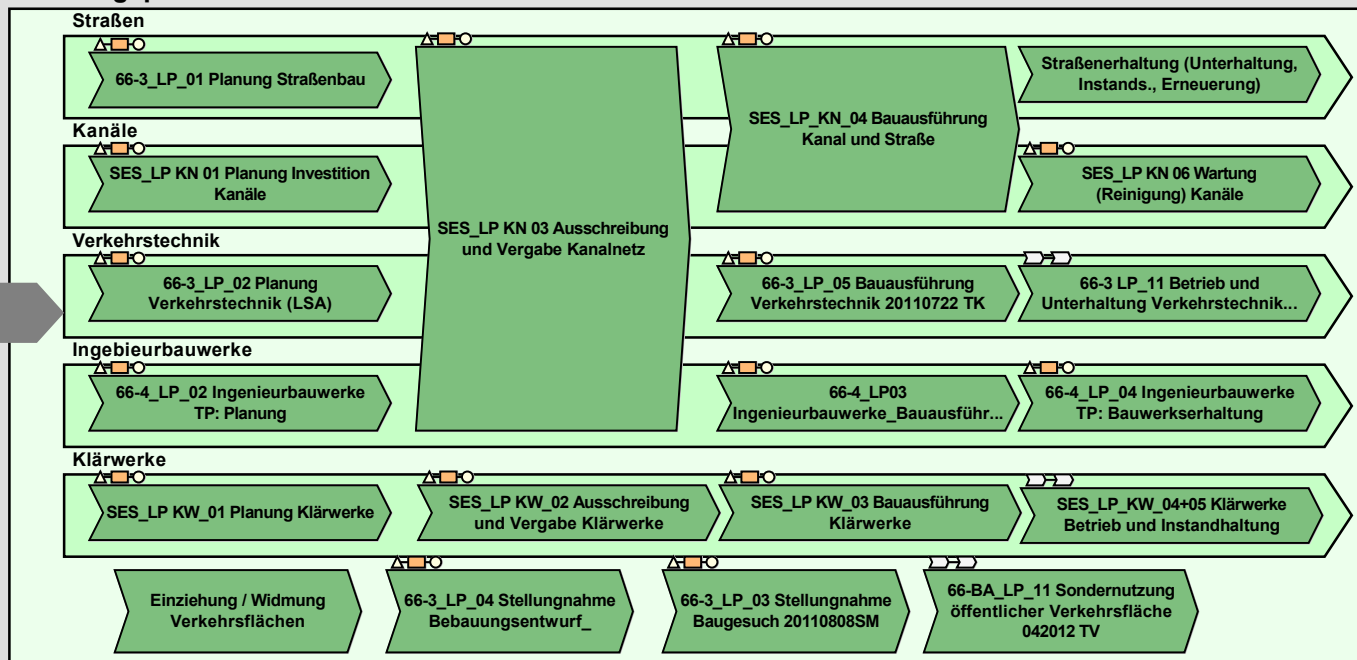 Straßen
66-3_LP_01 Planung Straßenbau
Straßenerhaltung (Unterhaltung,
Instands., Erneuerung)
SES_LP_KN_04 Bauausführung
Kanal und Straße
Kanäle
SES_LP KN 01 Planung Investition
Kanäle
SES_LP KN 06 Wartung
(Reinigung) Kanäle
SES_LP KN 03 Ausschreibung
und Vergabe Kanalnetz
Verkehrstechnik
66-3_LP_02 Planung
Verkehrstechnik (LSA)
66-3_LP_05 Bauausführung
Verkehrstechnik 20110722 TK
66-3 LP_11 Betrieb und
Unterhaltung Verkehrstechnik...
Ingebieurbauwerke
66-4_LP_02 Ingenieurbauwerke
TP: Planung
66-4_LP03
Ingenieurbauwerke_Bauausführ...
66-4_LP_04 Ingenieurbauwerke
TP: Bauwerkserhaltung
Klärwerke
SES_LP KW_01 Planung Klärwerke
SES_LP KW_02 Ausschreibung
und Vergabe Klärwerke
SES_LP KW_03 Bauausführung
Klärwerke
SES_LP_KW_04+05 Klärwerke
Betrieb und Instandhaltung
Einziehung / Widmung
Verkehrsflächen
66-3_LP_04 Stellungnahme
Bebauungsentwurf_
66-3_LP_03 Stellungnahme
Baugesuch 20110808SM
66-BA_LP_11 Sondernutzung
öffentlicher Verkehrsfläche
042012 TV